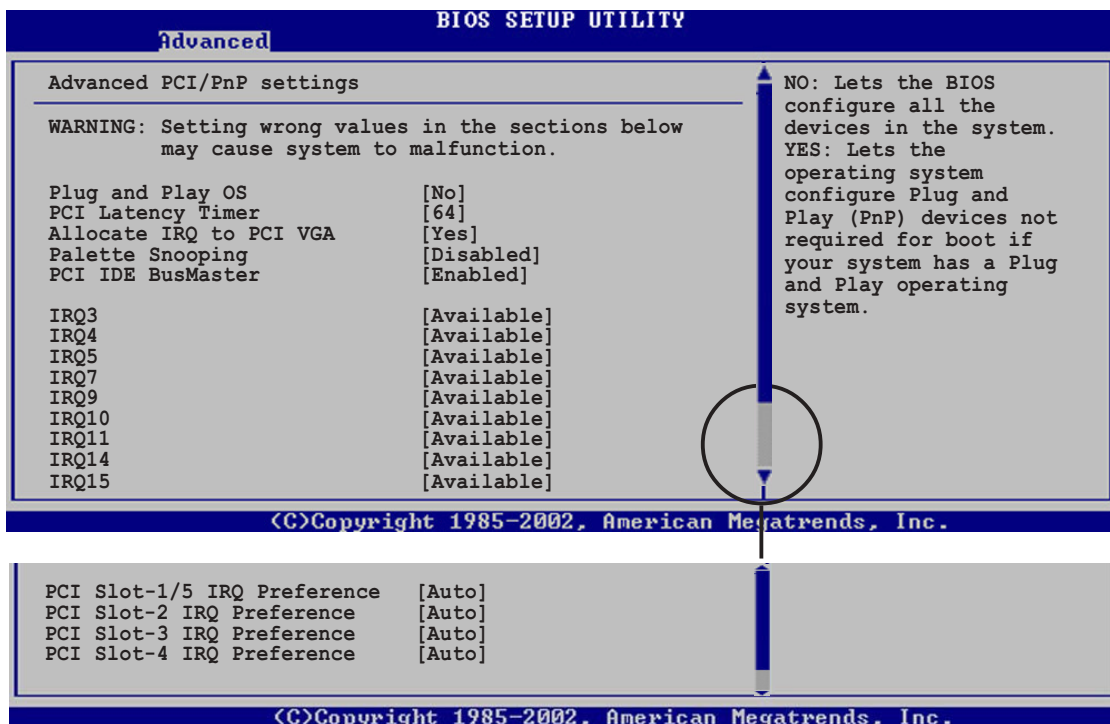 BIOS SETUP UTILITY
Advanced
Advanced PCI/PnP settings
WARNING: Setting wrong values in the sections below
may cause system to malfunction.
Plug and Play OS [No]
PCI Latency Timer [64]
Allocate IRQ to PCI VGA [Yes]
Palette Snooping [Disabled]
PCI IDE BusMaster [Enabled]
IRQ3 [Available]
IRQ4 [Available]
IRQ5 [Available]
IRQ7 [Available]
IRQ9 [Available]
IRQ10 [Available]
IRQ11 [Available]
IRQ14 [Available]
IRQ15 [Available]
NO: Lets the BIOS
configure all the
devices in the system.
YES: Lets the
operating system
configure Plug and
Play (PnP) devices not
required for boot if
your system has a Plug
and Play operating
system.
(C)Copyright 1985-2002, American Megatrends, Inc.
PCI Slot-1/5 IRQ Preference [Auto]
PCI Slot-2 IRQ Preference [Auto]
PCI Slot-3 IRQ Preference [Auto]
PCI Slot-4 IRQ Preference [Auto]
(C)Copyright 1985-2002, American Megatrends, Inc.